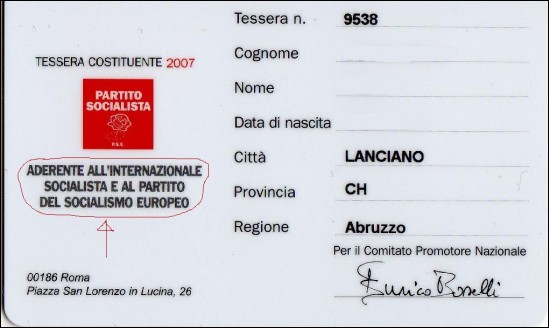 Tessera n. 9538
Cognome
Nome
Data di nascita
Città LANCIANO
Provincia CH
Regione Abruzzo
Per il Comitato Promotore Nazionale
Enrico Boselli
TESSERA COSTITUENTE 2007
PARTITO
SOCIALISTA
P.S.E.
ADERENTE ALL'INTERNAZIONALE
SOCIALISTA E AL PARTITO
DEL SOCIALISMO EUROPEO
00186 Roma
Piazza San Lorenzo in Lucina, 26